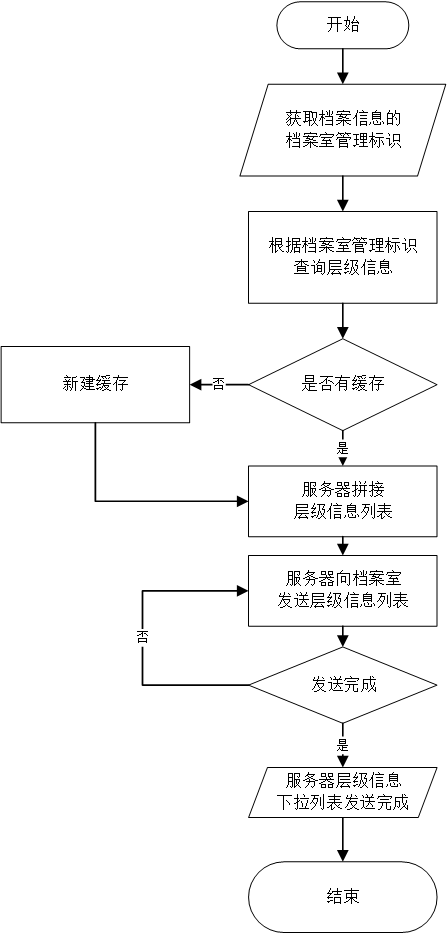 开始
获取档案信息的
档案室管理标识
根据档案室管理标识
查询层级信息
是否有缓存
否
新建缓存
是
服务器拼接
层级信息列表
服务器向档案室
发送层级信息列表
否
发送完成
是
服务器层级信息
下拉列表发送完成
结束